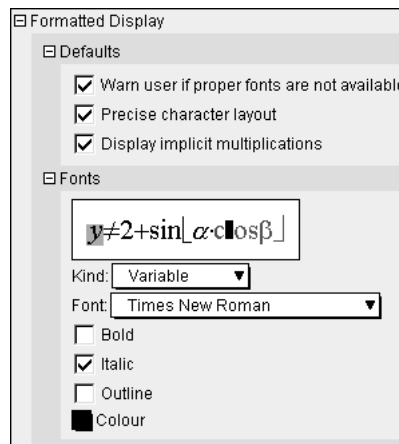 Formatted Display
Defaults
Warn user if proper fonts are not available
Precise character layout
Display implicit multiplications
Fonts
y≠2+sin⌊α·cosβ⌋
Kind: Variable
Font: Times New Roman
Bold
Italic
Outline
Colour